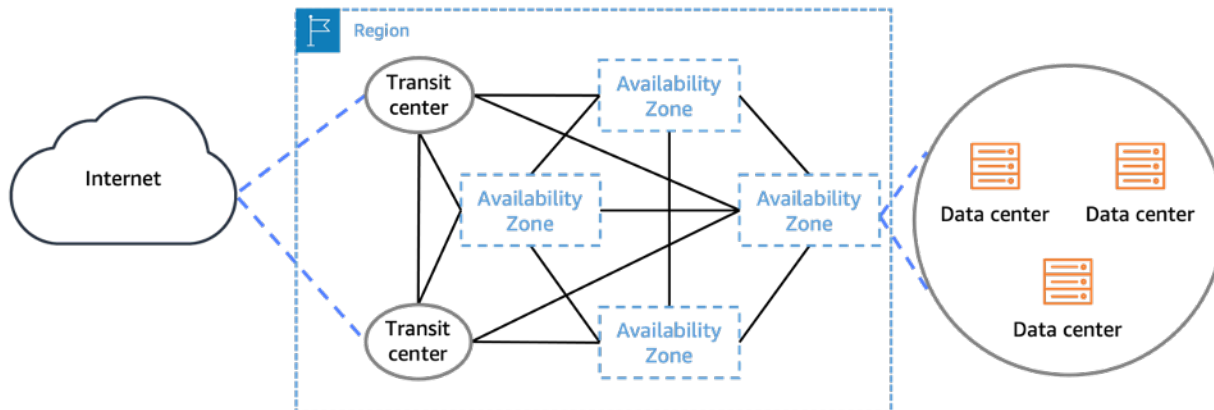 Region
Transit
center
Availability
Zone
Internet
Availability
Zone
Availability
Zone
Data center
Data center
Transit
center
Availability
Zone
Data center